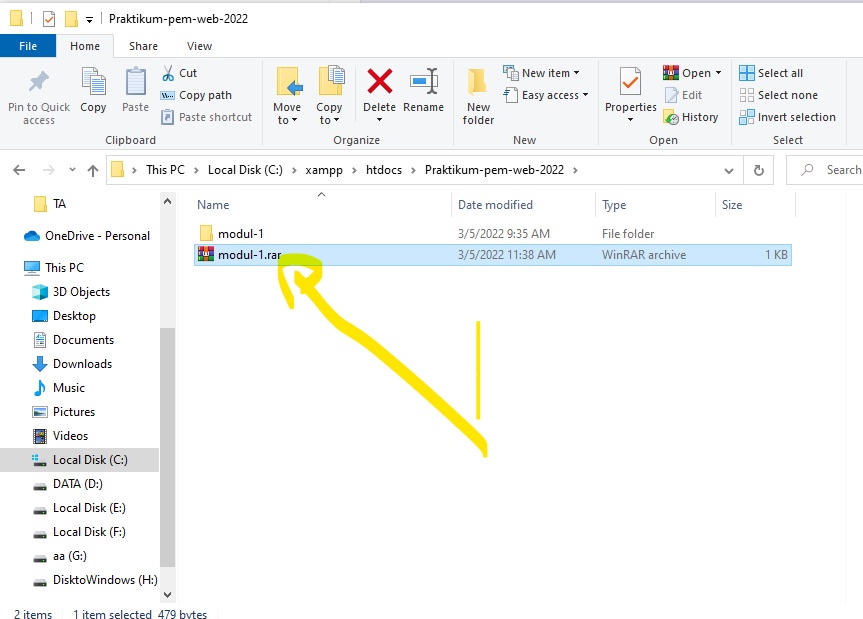 Praktikum-pem-web-2022
File Home Share View
Pin to Quick access
Copy
Paste
Cut
Copy path
Paste shortcut
Clipboard
Move to
Copy to
Delete
Rename
Organize
New folder
New item
Easy access
New
Properties
Open
Edit
History
Open
Select all
Select none
Invert selection
Select
This PC > Local Disk (C:) > xampp > htdocs > Praktikum-pem-web-2022 >
Search
TA
OneDrive - Personal
This PC
3D Objects
Desktop
Documents
Downloads
Music
Pictures
Videos
Local Disk (C:)
DATA (D:)
Local Disk (E:)
Local Disk (F:)
aa (G:)
DisktoWindows (H:)
Name Date modified Type Size
modul-1 3/5/2022 9:35 AM File folder
modul-1.rar 3/5/2022 11:38 AM WinRAR archive 1 KB
2 items 1 item selected 479 bytes